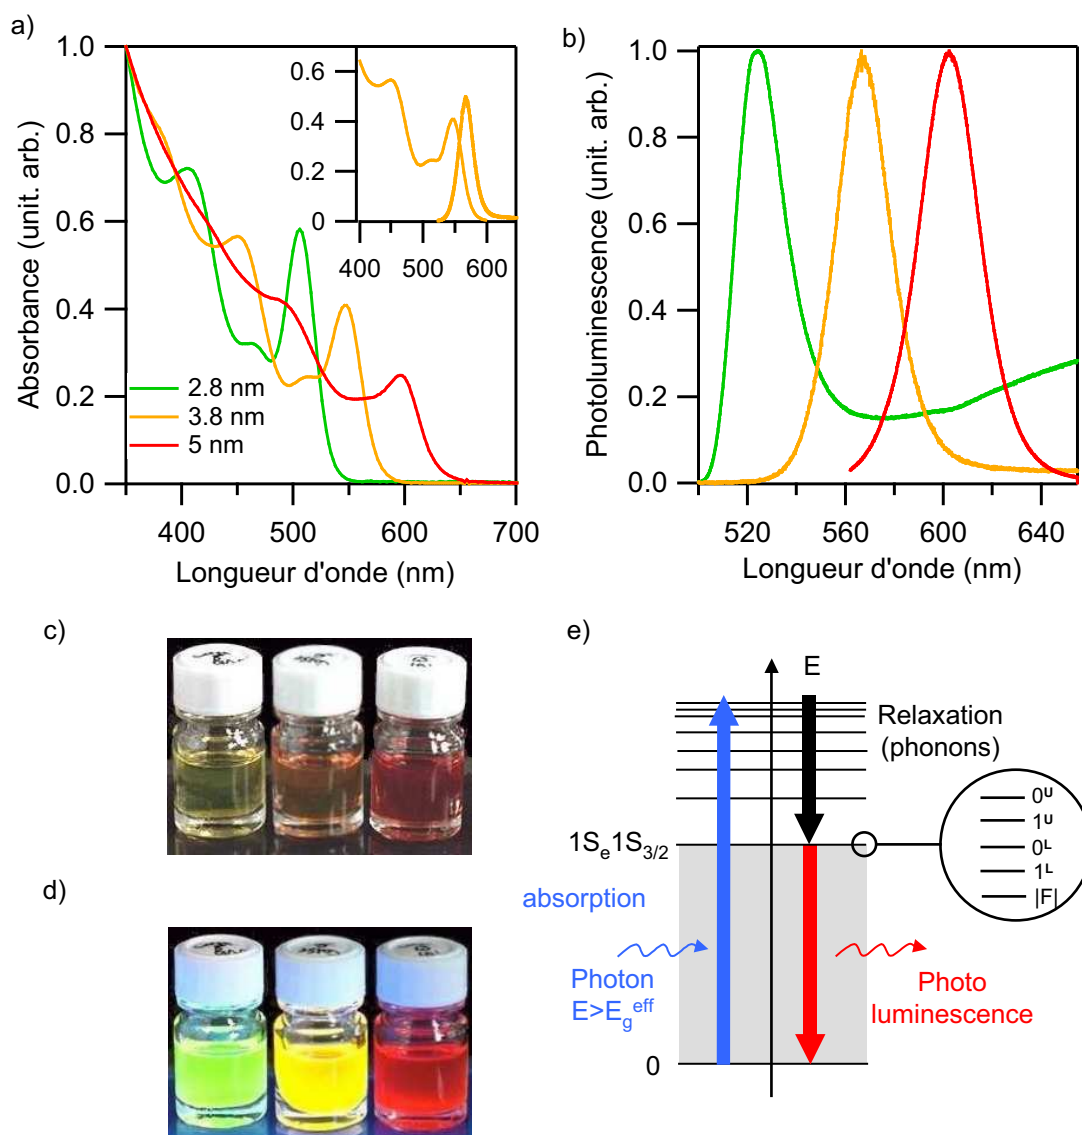 a)
1.0
0.8
0.6
0.4
0.2
0.0
Absorbance (unit. arb.)
400
500
600
700
Longueur d'onde (nm)
2.8 nm
3.8 nm
5 nm
0.6
0.4
0.2
0
400
500
600
b)
1.0
0.8
0.6
0.4
0.2
0.0
Photoluminescence (unit. arb.)
520
560
600
640
Longueur d'onde (nm)
c)
d)
e)
E
Relaxation
(phonons)
0ᵁ
1ᵁ
0ᴸ
1ᴸ
|F|
1Sₑ1S₃/₂
absorption
Photon
E>E_g^eff
Photo
luminescence
0